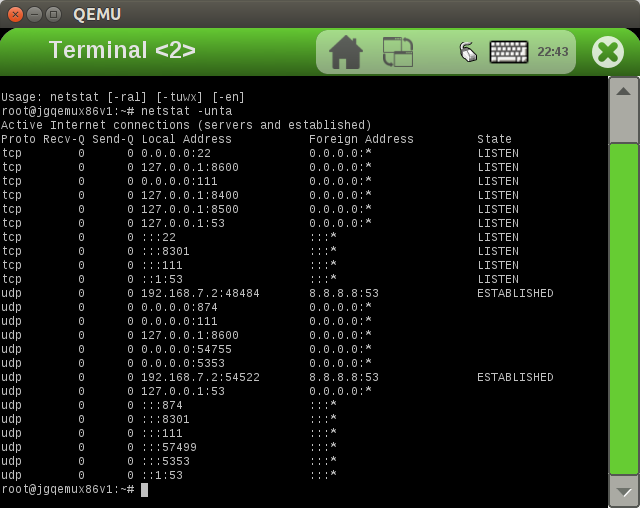 QEMU
Terminal <2>
22:43
Usage: netstat [-ral] [-tuwx] [-en]
root@jgqemux86v1:~# netstat -unta
Active Internet connections (servers and established)
Proto Recv-Q Send-Q Local Address           Foreign Address         State
tcp        0      0 0.0.0.0:22              0.0.0.0:*               LISTEN
tcp        0      0 127.0.0.1:8600          0.0.0.0:*               LISTEN
tcp        0      0 0.0.0.0:111             0.0.0.0:*               LISTEN
tcp        0      0 127.0.0.1:8400          0.0.0.0:*               LISTEN
tcp        0      0 127.0.0.1:8500          0.0.0.0:*               LISTEN
tcp        0      0 127.0.0.1:53            0.0.0.0:*               LISTEN
tcp        0      0 :::22                   :::*                    LISTEN
tcp        0      0 :::8301                 :::*                    LISTEN
tcp        0      0 :::111                  :::*                    LISTEN
tcp        0      0 ::1:53                  :::*                    LISTEN
udp        0      0 192.168.7.2:48484       8.8.8.8:53              ESTABLISHED
udp        0      0 0.0.0.0:874             0.0.0.0:*
udp        0      0 0.0.0.0:111             0.0.0.0:*
udp        0      0 127.0.0.1:8600          0.0.0.0:*
udp        0      0 0.0.0.0:54755           0.0.0.0:*
udp        0      0 0.0.0.0:5353            0.0.0.0:*
udp        0      0 192.168.7.2:54522       8.8.8.8:53              ESTABLISHED
udp        0      0 127.0.0.1:53            0.0.0.0:*
udp        0      0 :::874                  :::*
udp        0      0 :::8301                 :::*
udp        0      0 :::111                  :::*
udp        0      0 :::57499                :::*
udp        0      0 :::5353                 :::*
udp        0      0 ::1:53                  :::*
root@jgqemux86v1:~#